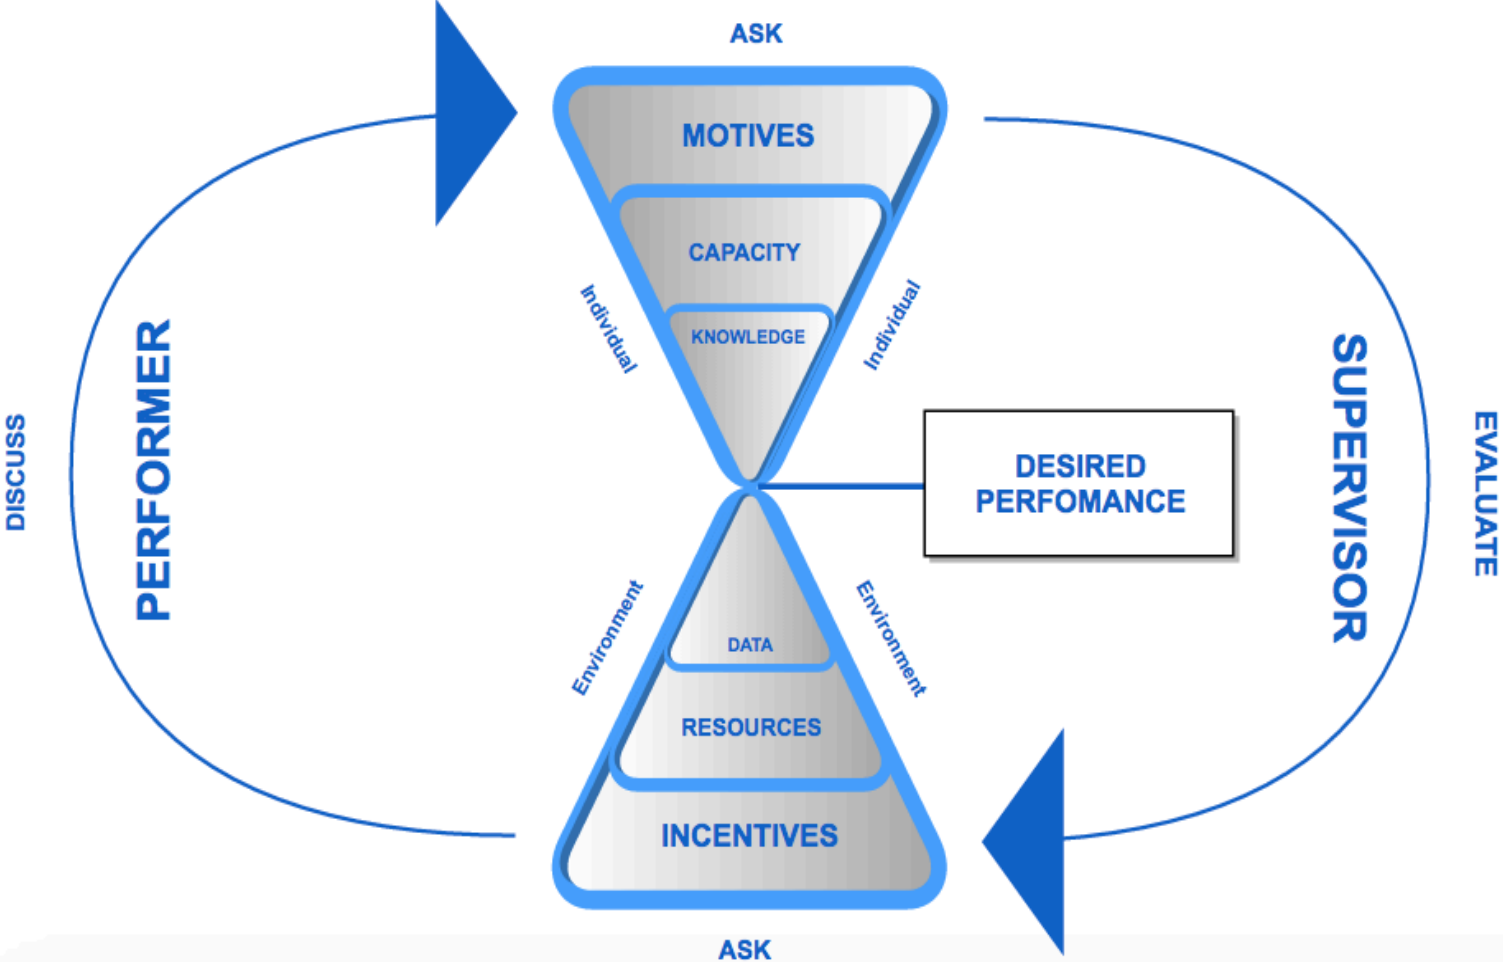 ASK
MOTIVES
CAPACITY
KNOWLEDGE
Individual
Individual
PERFORMER
DISCUSS
SUPERVISOR
EVALUATE
DESIRED
PERFOMANCE
Environment
Environment
DATA
RESOURCES
INCENTIVES
ASK